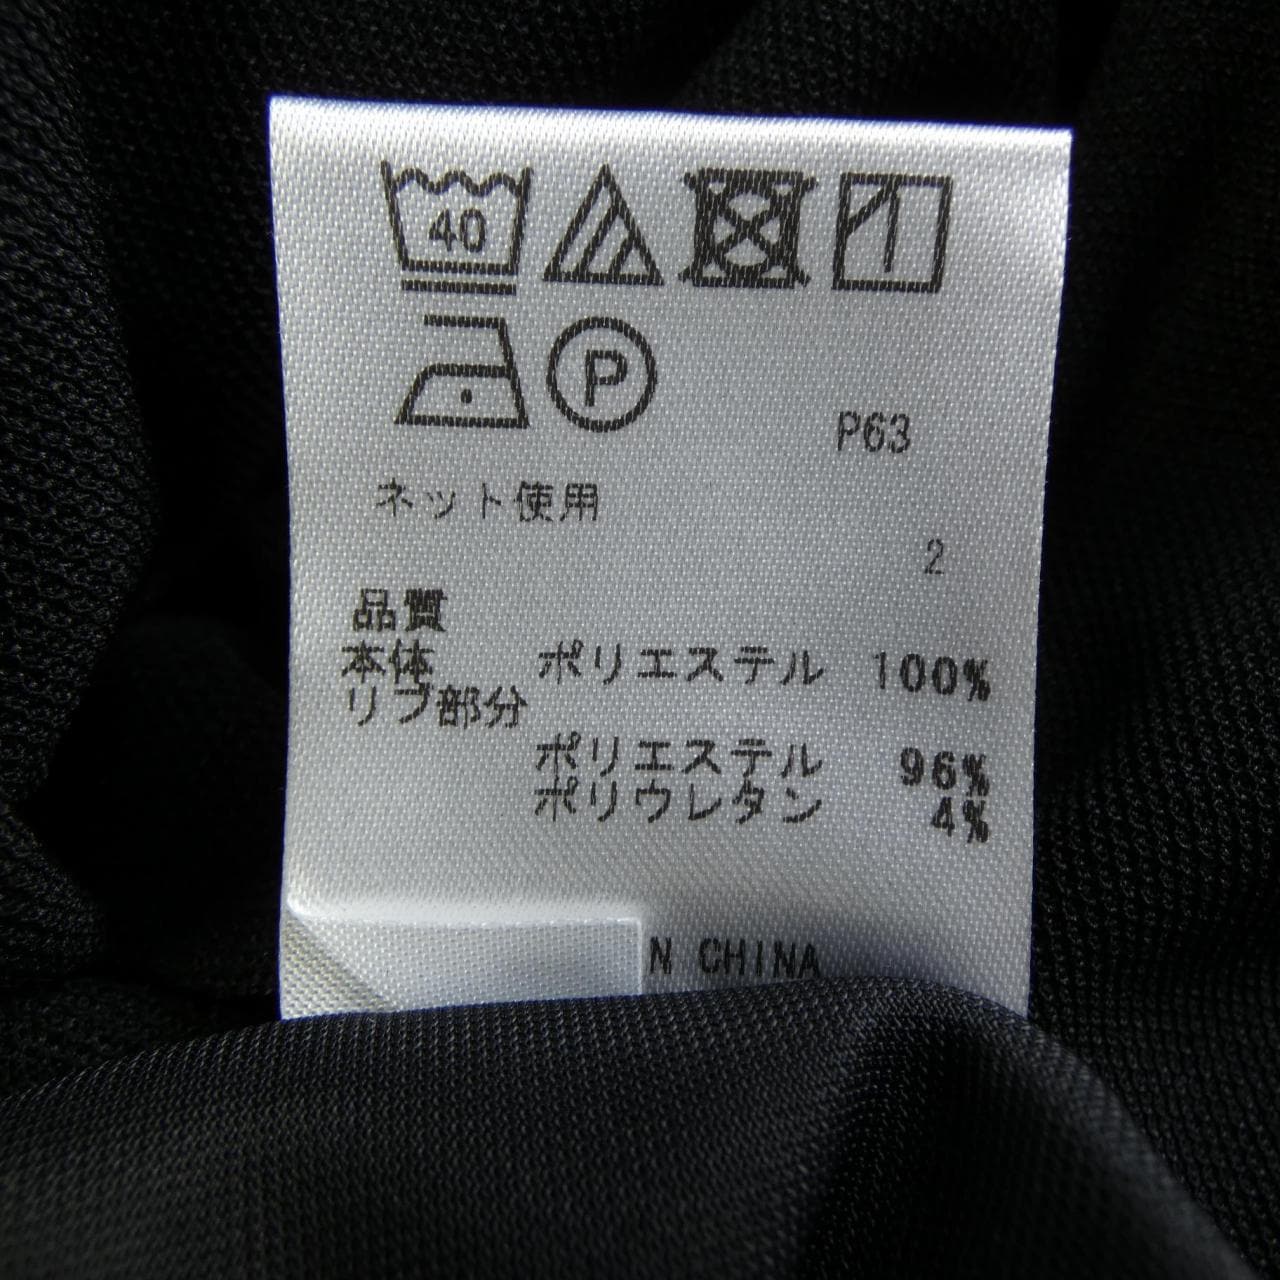 40
P
P63
ネット使用
2
品質
本体 ポリエステル 100%
リブ部分
ポリエステル 96%
ポリウレタン 4%
N CHINA